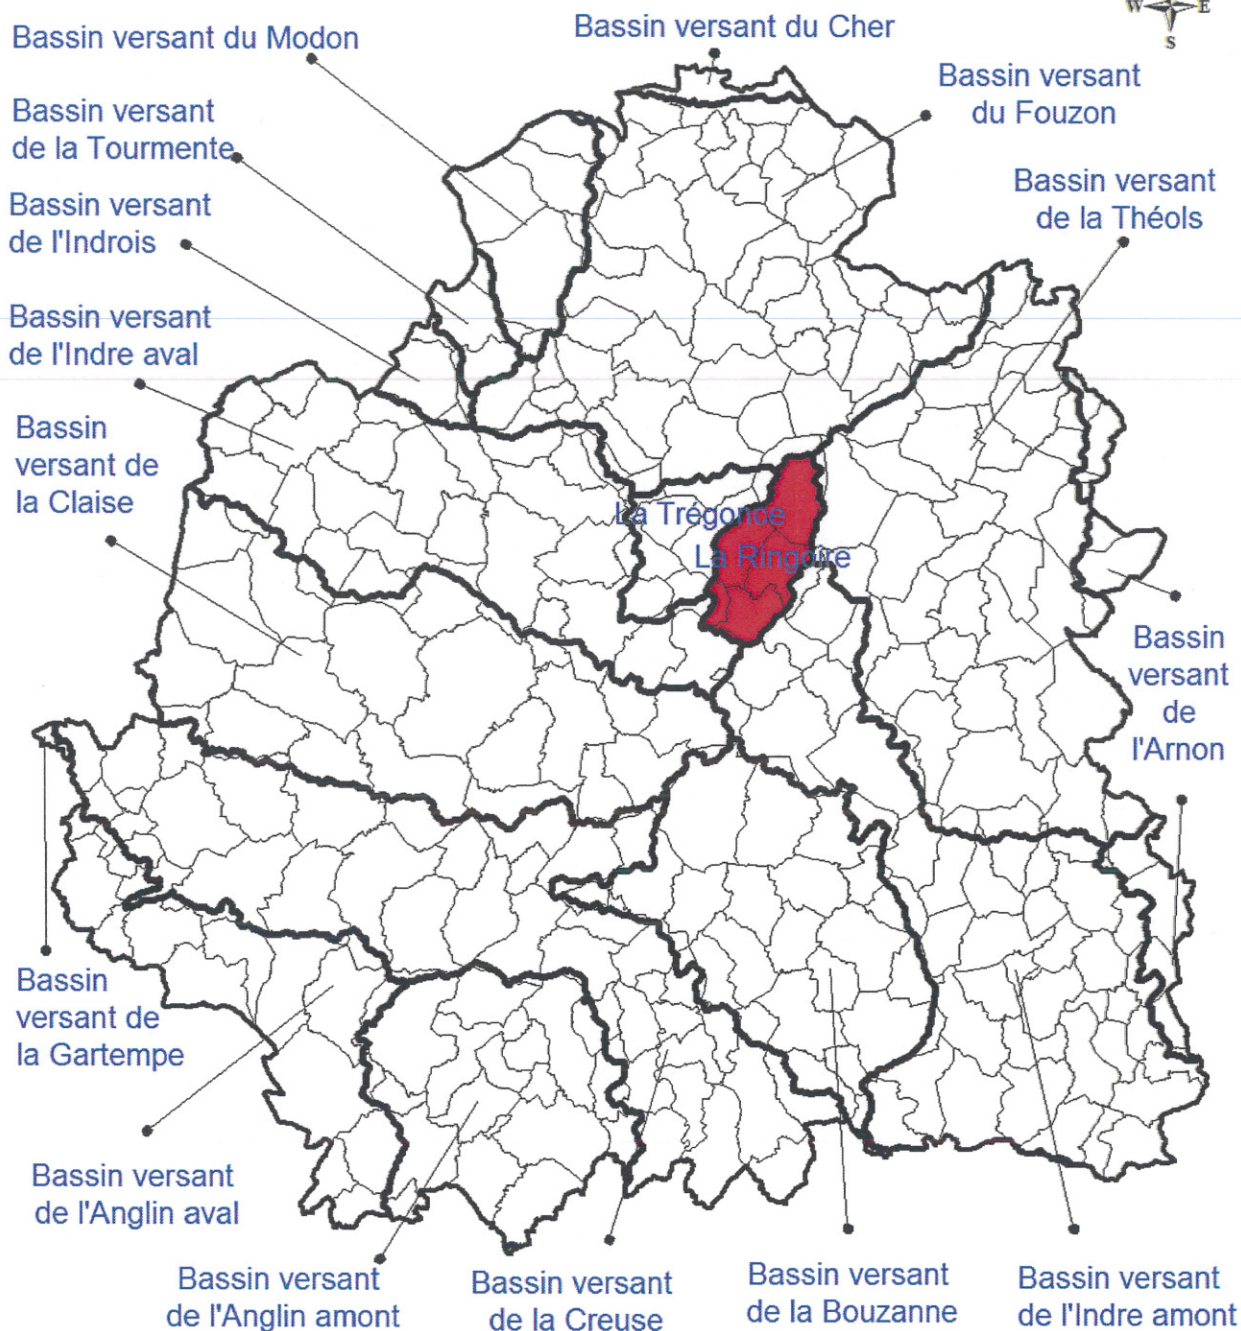 W E
S
Bassin versant du Modon
Bassin versant du Cher
Bassin versant
du Fouzon
Bassin versant
de la Tourmente
Bassin versant
de la Théols
Bassin versant
de l'Indrois
Bassin versant
de l'Indre aval
Bassin
versant de
la Claise
La Trégonce
La Ringoire
Bassin
versant
de
l'Arnon
Bassin
versant de
la Gartempe
Bassin versant
de l'Anglin aval
Bassin versant
de l'Anglin amont
Bassin versant
de la Creuse
Bassin versant
de la Bouzanne
Bassin versant
de l'Indre amont